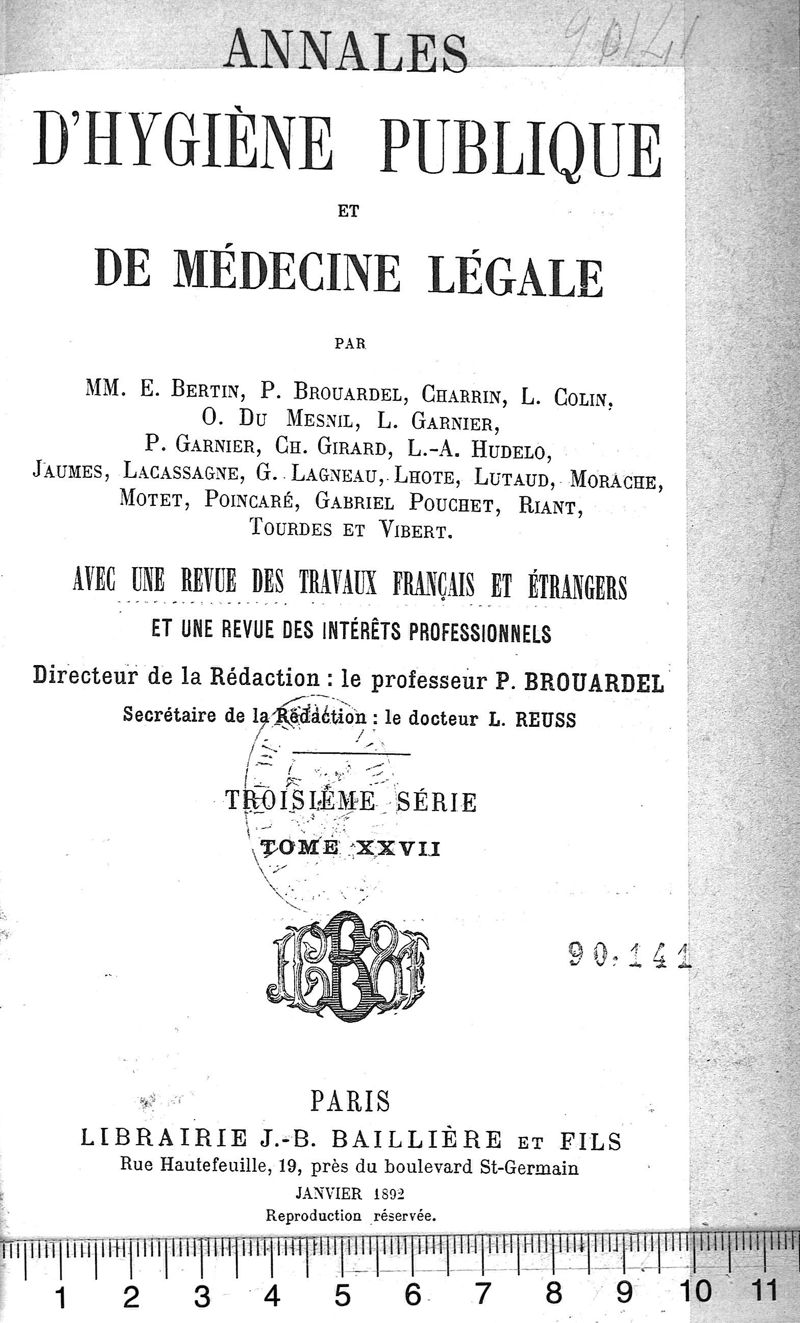 90141
ANNALES
D'HYGIÈNE PUBLIQUE
ET
DE MÉDECINE LÉGALE
PAR
MM. E. BERTIN, P. BROUARDEL, CHARRIN, L. COLIN,
O. DU MESNIL, L. GARNIER,
P. GARNIER, CH. GIRARD, L.-A. HUDELO,
JAUMES, LACASSAGNE, G. LAGNEAU, LHOTE, LUTAUD, MORACHE,
MOTET, POINCARÉ, GABRIEL POUCHET, RIANT,
TOURDES ET VIBERT.
AVEC UNE REVUE DES TRAVAUX FRANÇAIS ET ÉTRANGERS
ET UNE REVUE DES INTÉRÊTS PROFESSIONNELS
Directeur de la Rédaction : le professeur P. BROUARDEL
Secrétaire de la Rédaction : le docteur L. REUSS
TROISIÈME SÉRIE
TOME XXVII
90.141
PARIS
LIBRAIRIE J.-B. BAILLIÈRE ET FILS
Rue Hautefeuille, 19, près du boulevard St-Germain
JANVIER 1892
Reproduction réservée.
1 2 3 4 5 6 7 8 9 10 11